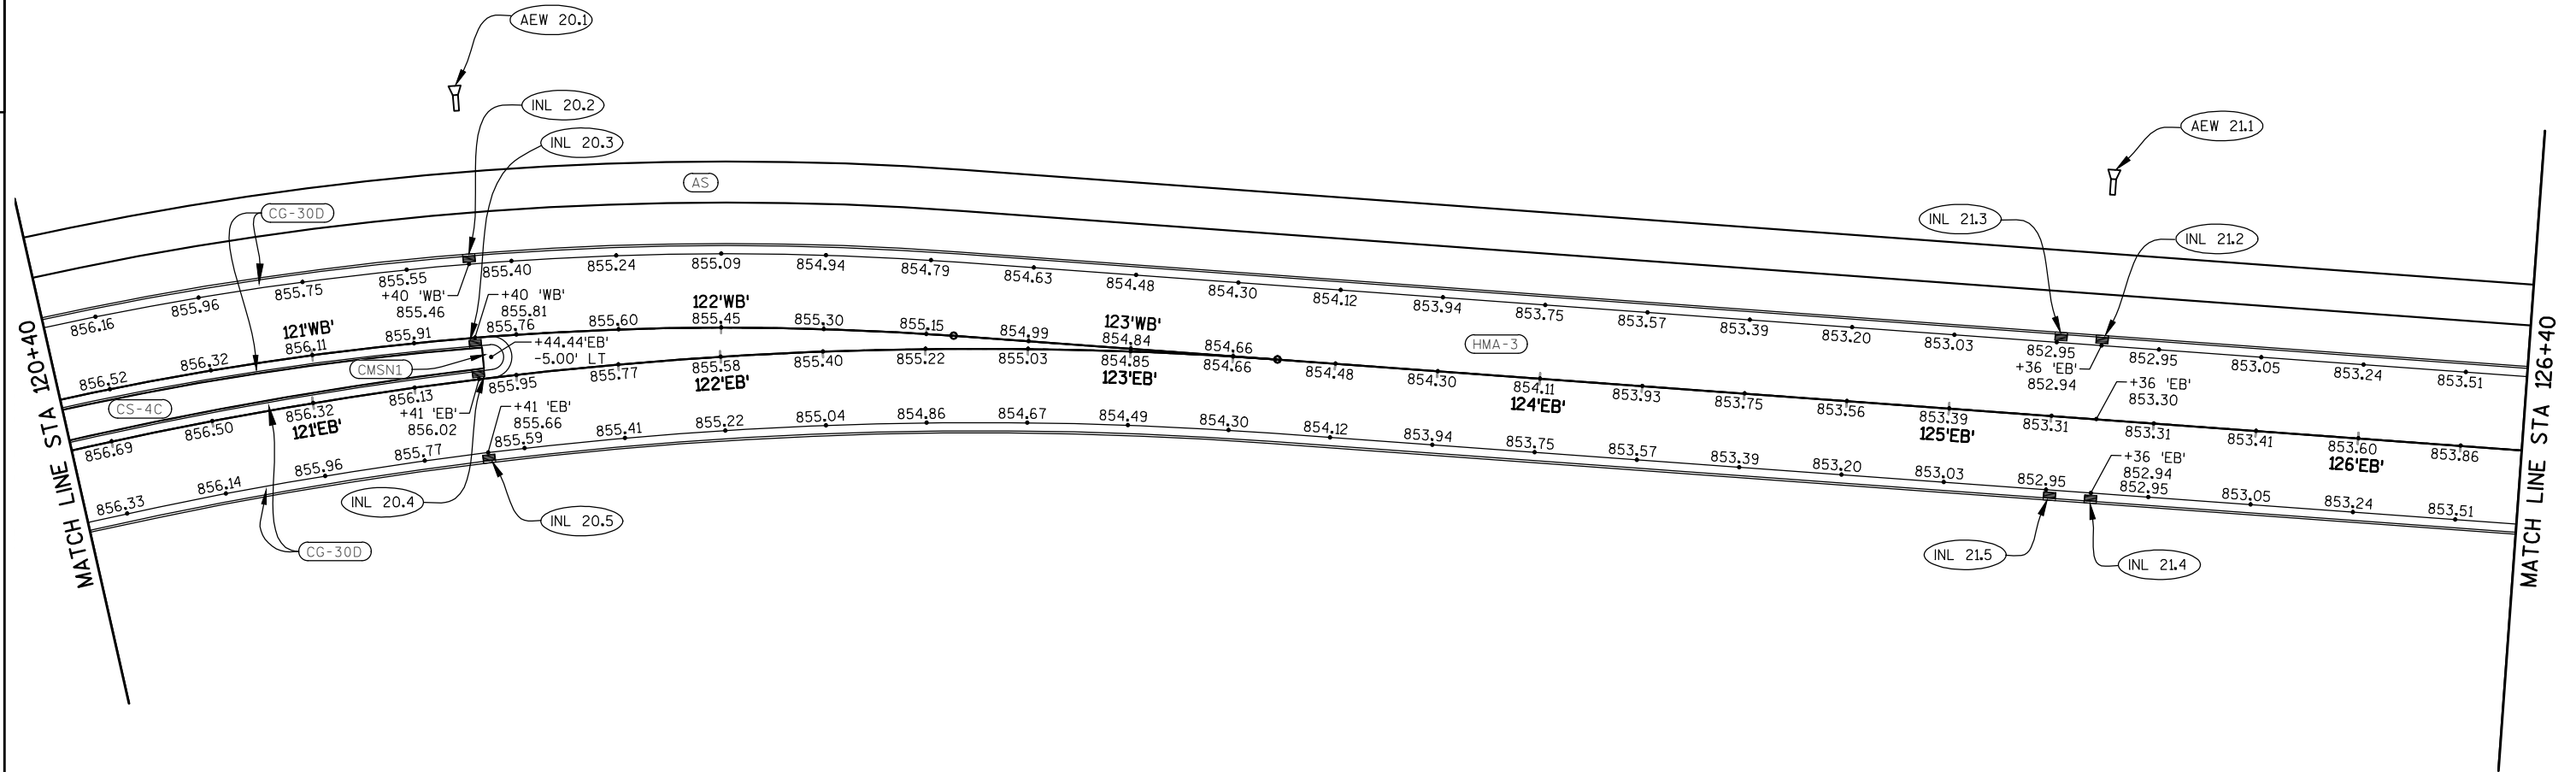 AEW 20.1
INL 20.2
INL 20.3
AEW 21.1
AS
CG-30D
INL 21.3
INL 21.2
MATCH LINE STA 120+40
856.16
855.96
855.75
855.55
+40 'WB'
855.46
855.40
855.24
855.09
854.94
854.79
854.63
854.48
854.30
854.12
853.94
853.75
853.57
853.39
853.20
853.03
852.95
+36 'EB'
852.94
852.95
853.05
853.24
853.51
121'WB'
122'WB'
123'WB'
HMA-3
856.52
856.32
856.11
855.91
+40 'WB'
855.81
855.76
855.60
855.45
855.30
855.15
854.99
854.84
854.66
+44.44'EB'
-5.00' LT
CMSN1
CS-4C
856.69
856.50
856.32
121'EB'
856.13
+41 'EB'
856.02
855.95
855.77
855.58
122'EB'
855.40
855.22
855.03
854.85
123'EB'
854.66
854.48
854.30
854.11
124'EB'
853.93
853.75
853.56
853.39
125'EB'
853.31
+36 'EB'
853.30
853.31
853.41
853.60
126'EB'
853.86
856.33
856.14
855.96
855.77
+41 'EB'
855.66
855.59
855.41
855.22
855.04
854.86
854.67
854.49
854.30
854.12
853.94
853.75
853.57
853.39
853.20
853.03
852.95
+36 'EB'
852.94
852.95
853.05
853.24
853.51
INL 20.4
INL 20.5
CG-30D
INL 21.5
INL 21.4
MATCH LINE STA 126+40